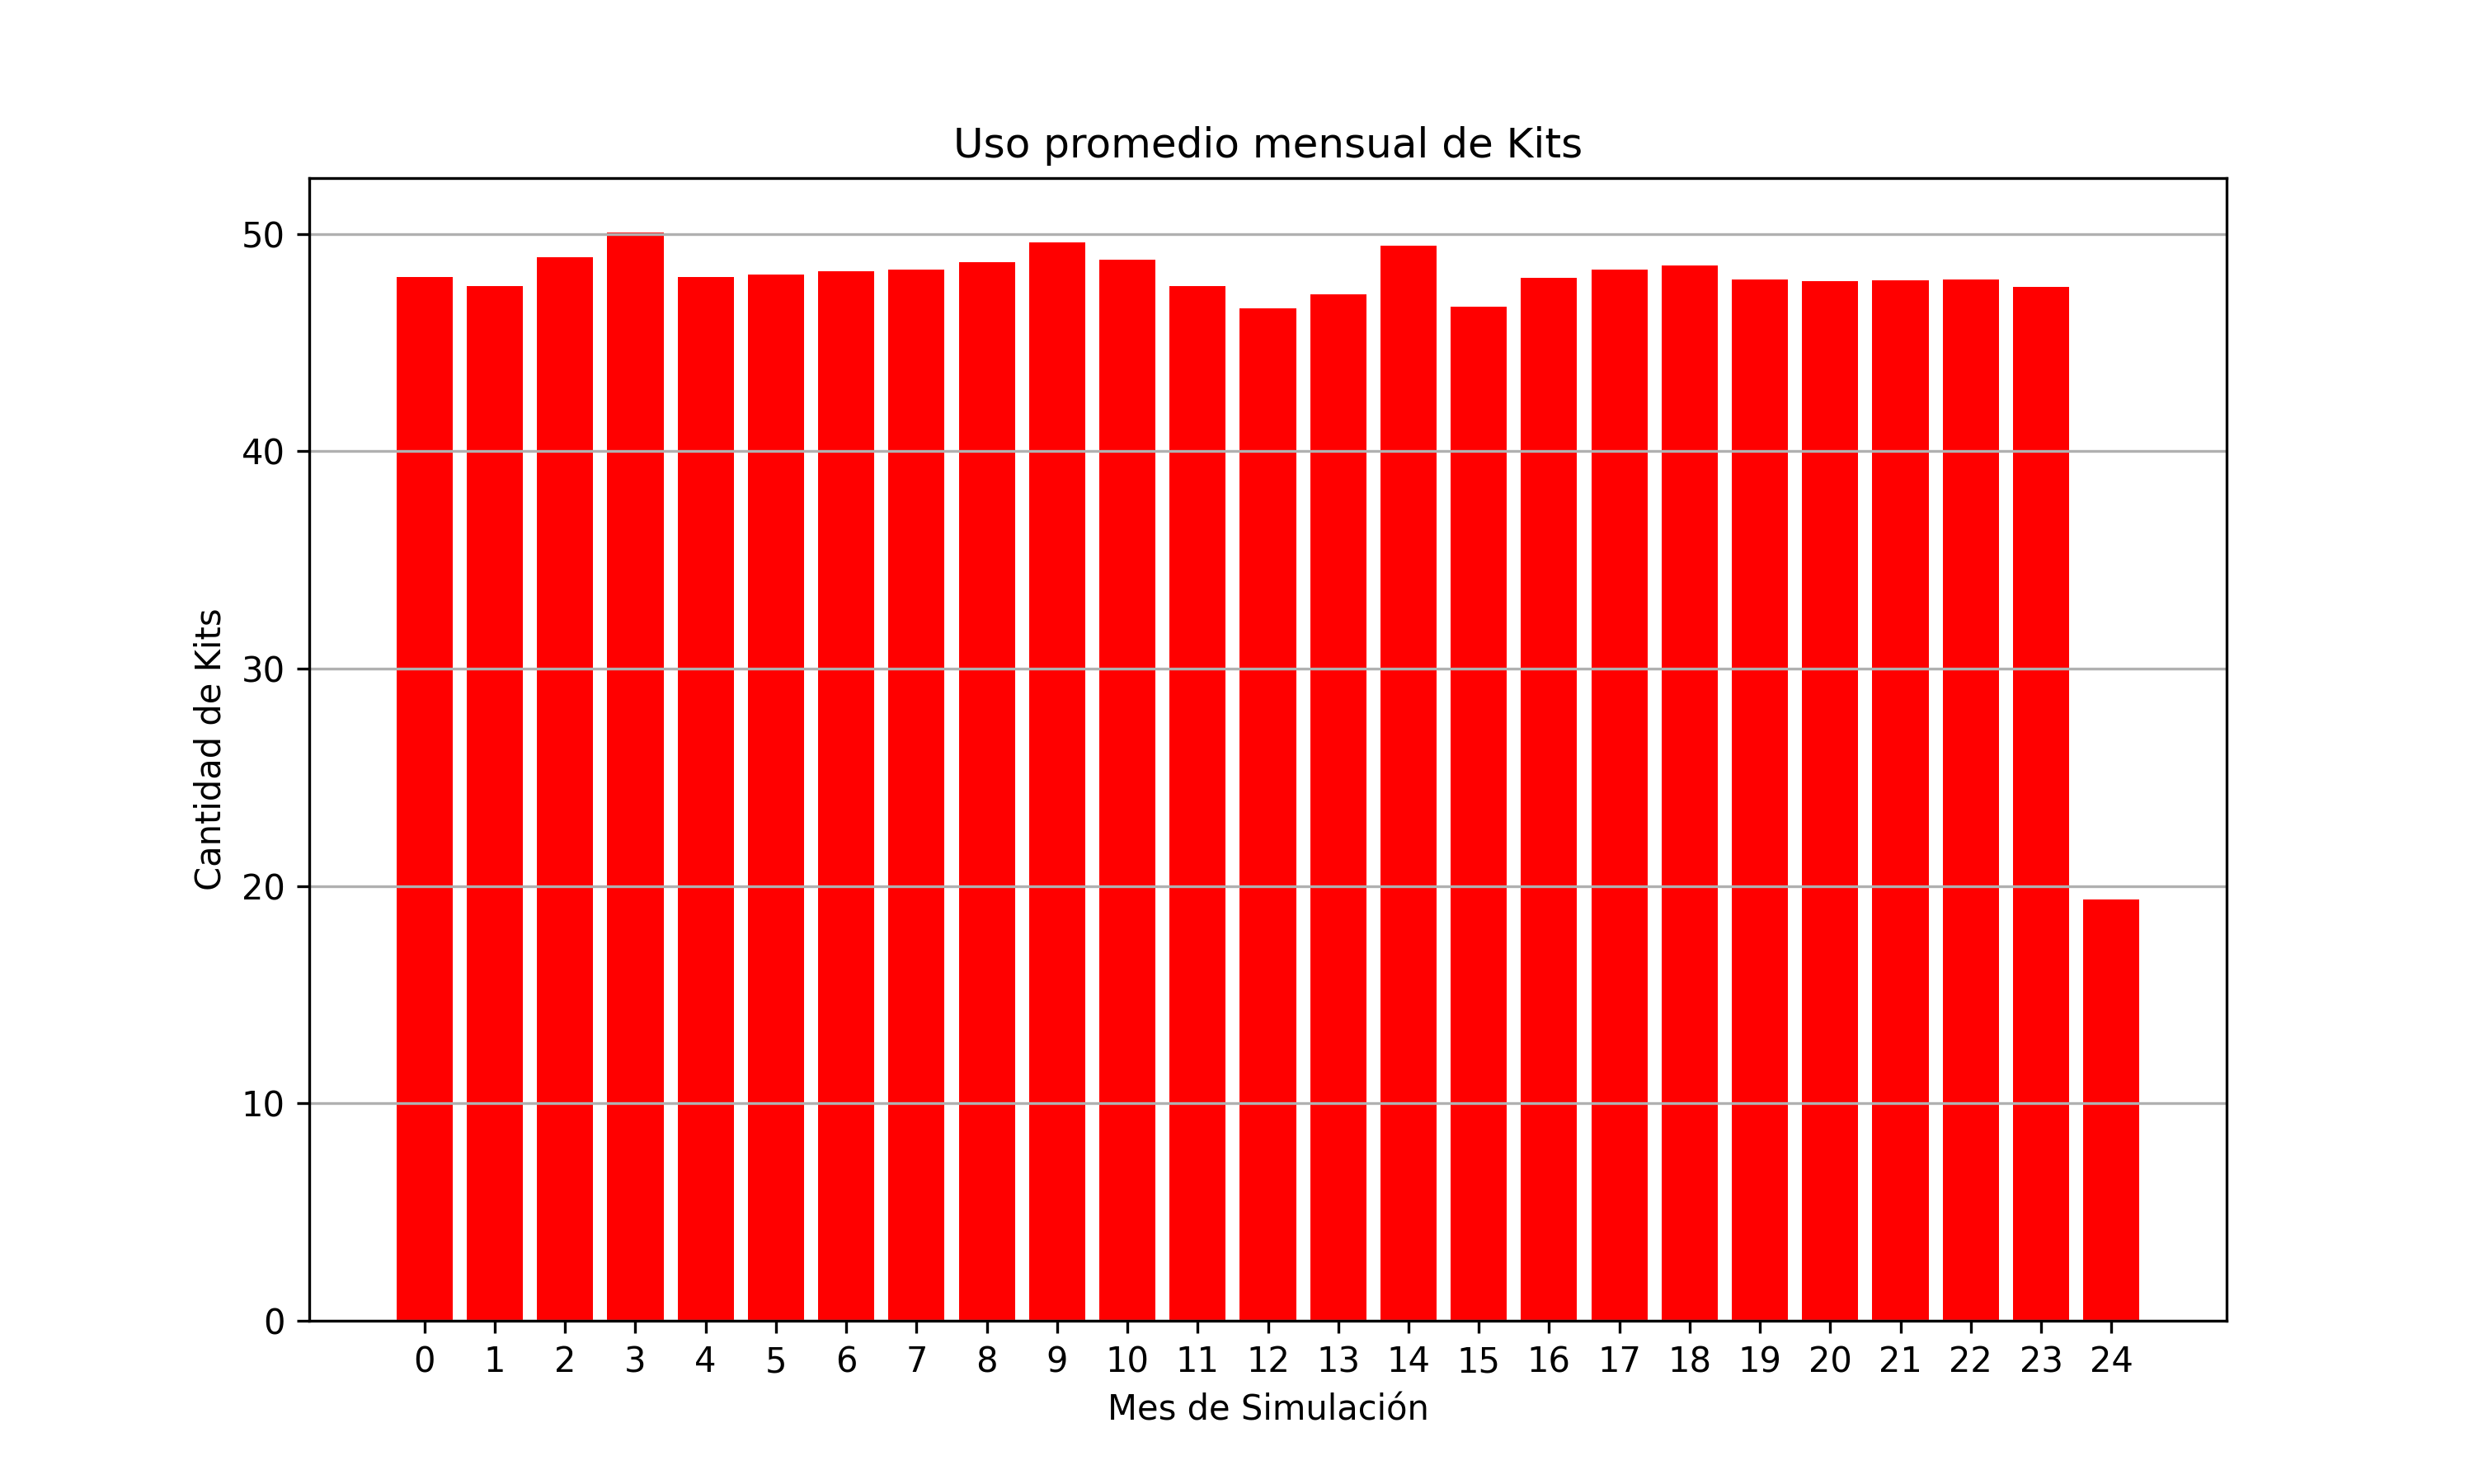 Uso promedio mensual de Kits
Cantidad de Kits
50
40
30
20
10
0
0 1 2 3 4 5 6 7 8 9 10 11 12 13 14 15 16 17 18 19 20 21 22 23 24
Mes de Simulación